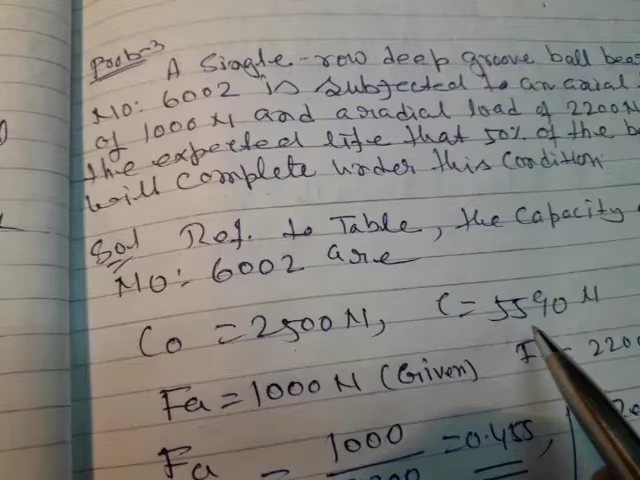 Prob:-3
A Single-row deep groove ball
NO: 6002 is subjected to an axial
of 1000 N and a radial load of 2200N
the expected life that 50% of the
will complete under this Condition
Sol Ref. to Table, the Capacity
NO: 6002 are
Co = 2500 N, C = 5590 N
Fa = 1000 N (Given) 220
Fa = 1000 = 0.455,